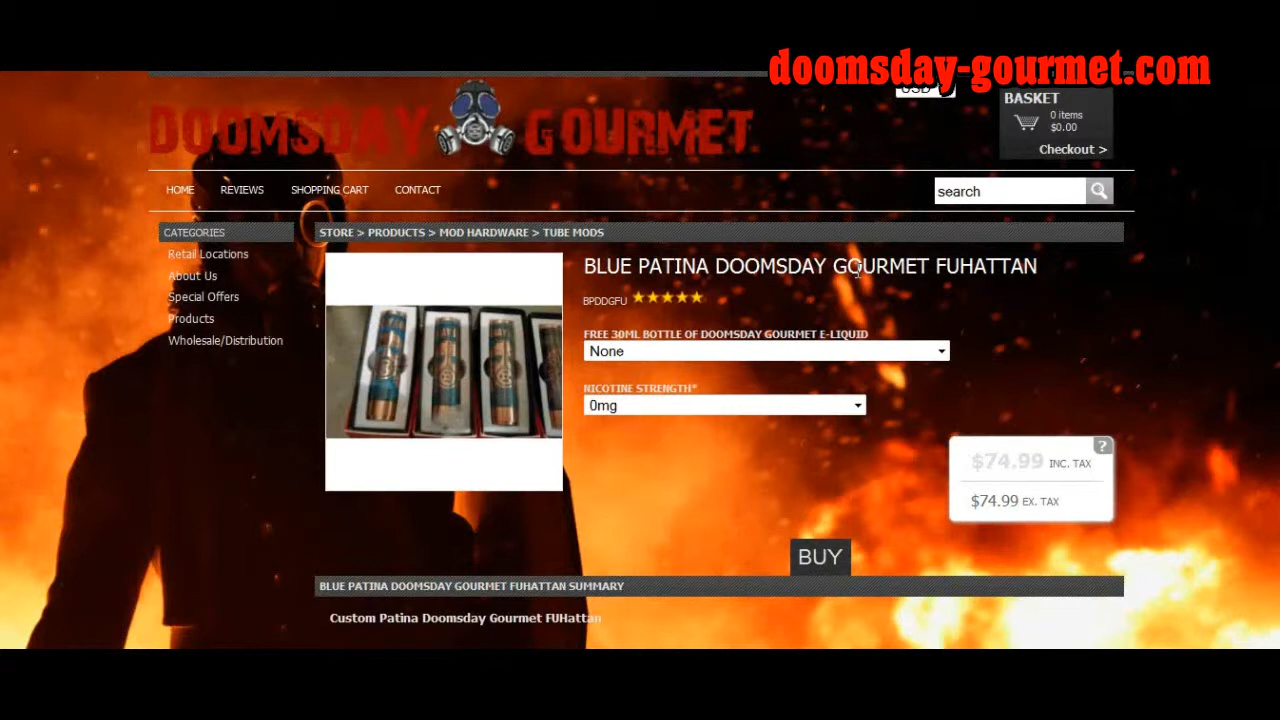 doomsday-gourmet.com
USD
DOOMSDAY GOURMET
BASKET
0 items
$0.00
Checkout >
HOME REVIEWS SHOPPING CART CONTACT
search
CATEGORIES
Retail Locations
About Us
Special Offers
Products
Wholesale/Distribution
STORE > PRODUCTS > MOD HARDWARE > TUBE MODS
BLUE PATINA DOOMSDAY GOURMET FUHATTAN
BPDDGFU
FREE 30ML BOTTLE OF DOOMSDAY GOURMET E-LIQUID
None
NICOTINE STRENGTH*
0mg
?
$74.99 INC. TAX
$74.99 EX. TAX
BUY
BLUE PATINA DOOMSDAY GOURMET FUHATTAN SUMMARY
Custom Patina Doomsday Gourmet FUHattan